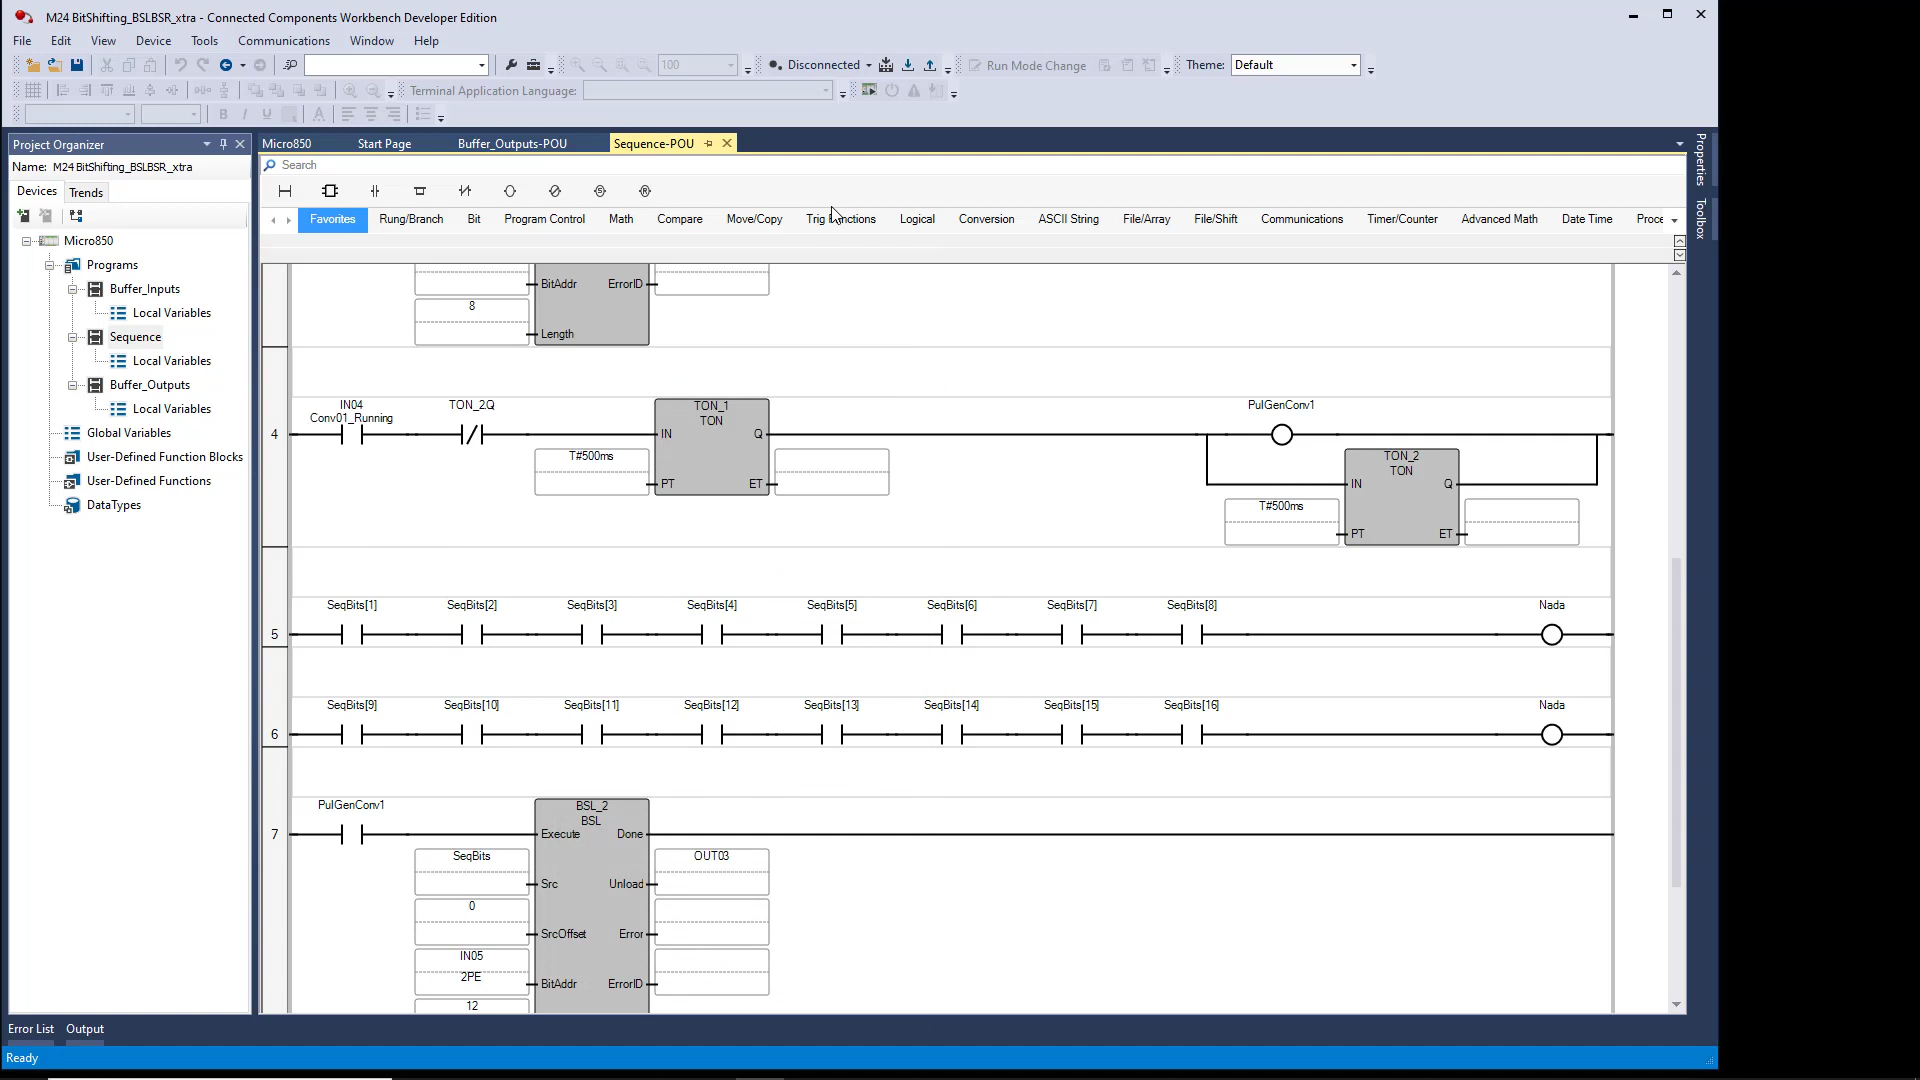 M24 BitShifting_BSLBSR_xtra - Connected Components Workbench Developer Edition
File Edit View Device Tools Communications Window Help
100 Disconnected Run Mode Change Theme: Default
Terminal Application Language:
B I U A
Project Organizer
Name: M24 BitShifting_BSLBSR_xtra
Devices Trends
Micro850
Programs
Buffer_Inputs
Local Variables
Sequence
Local Variables
Buffer_Outputs
Local Variables
Global Variables
User-Defined Function Blocks
User-Defined Functions
DataTypes
Micro850 Start Page Buffer_Outputs-POU Sequence-POU
Search
Favorites Rung/Branch Bit Program Control Math Compare Move/Copy Trig Functions Logical Conversion ASCII String File/Array File/Shift Communications Timer/Counter Advanced Math Date Time Proce
BitAddr ErrorID
8
Length
IN04 TON_2.Q TON_1 PulGenConv1
Conv01_Running TON
4 IN Q
T#500ms TON_2
TON
PT ET IN Q
T#500ms
PT ET
SeqBits[1] SeqBits[2] SeqBits[3] SeqBits[4] SeqBits[5] SeqBits[6] SeqBits[7] SeqBits[8] Nada
5
SeqBits[9] SeqBits[10] SeqBits[11] SeqBits[12] SeqBits[13] SeqBits[14] SeqBits[15] SeqBits[16] Nada
6
PulGenConv1 BSL_2
BSL
7 Execute Done
SeqBits OUT03
Src Unload
0
SrcOffset Error
IN05
2PE
BitAddr ErrorID
12
Properties
Toolbox
Error List Output
Ready